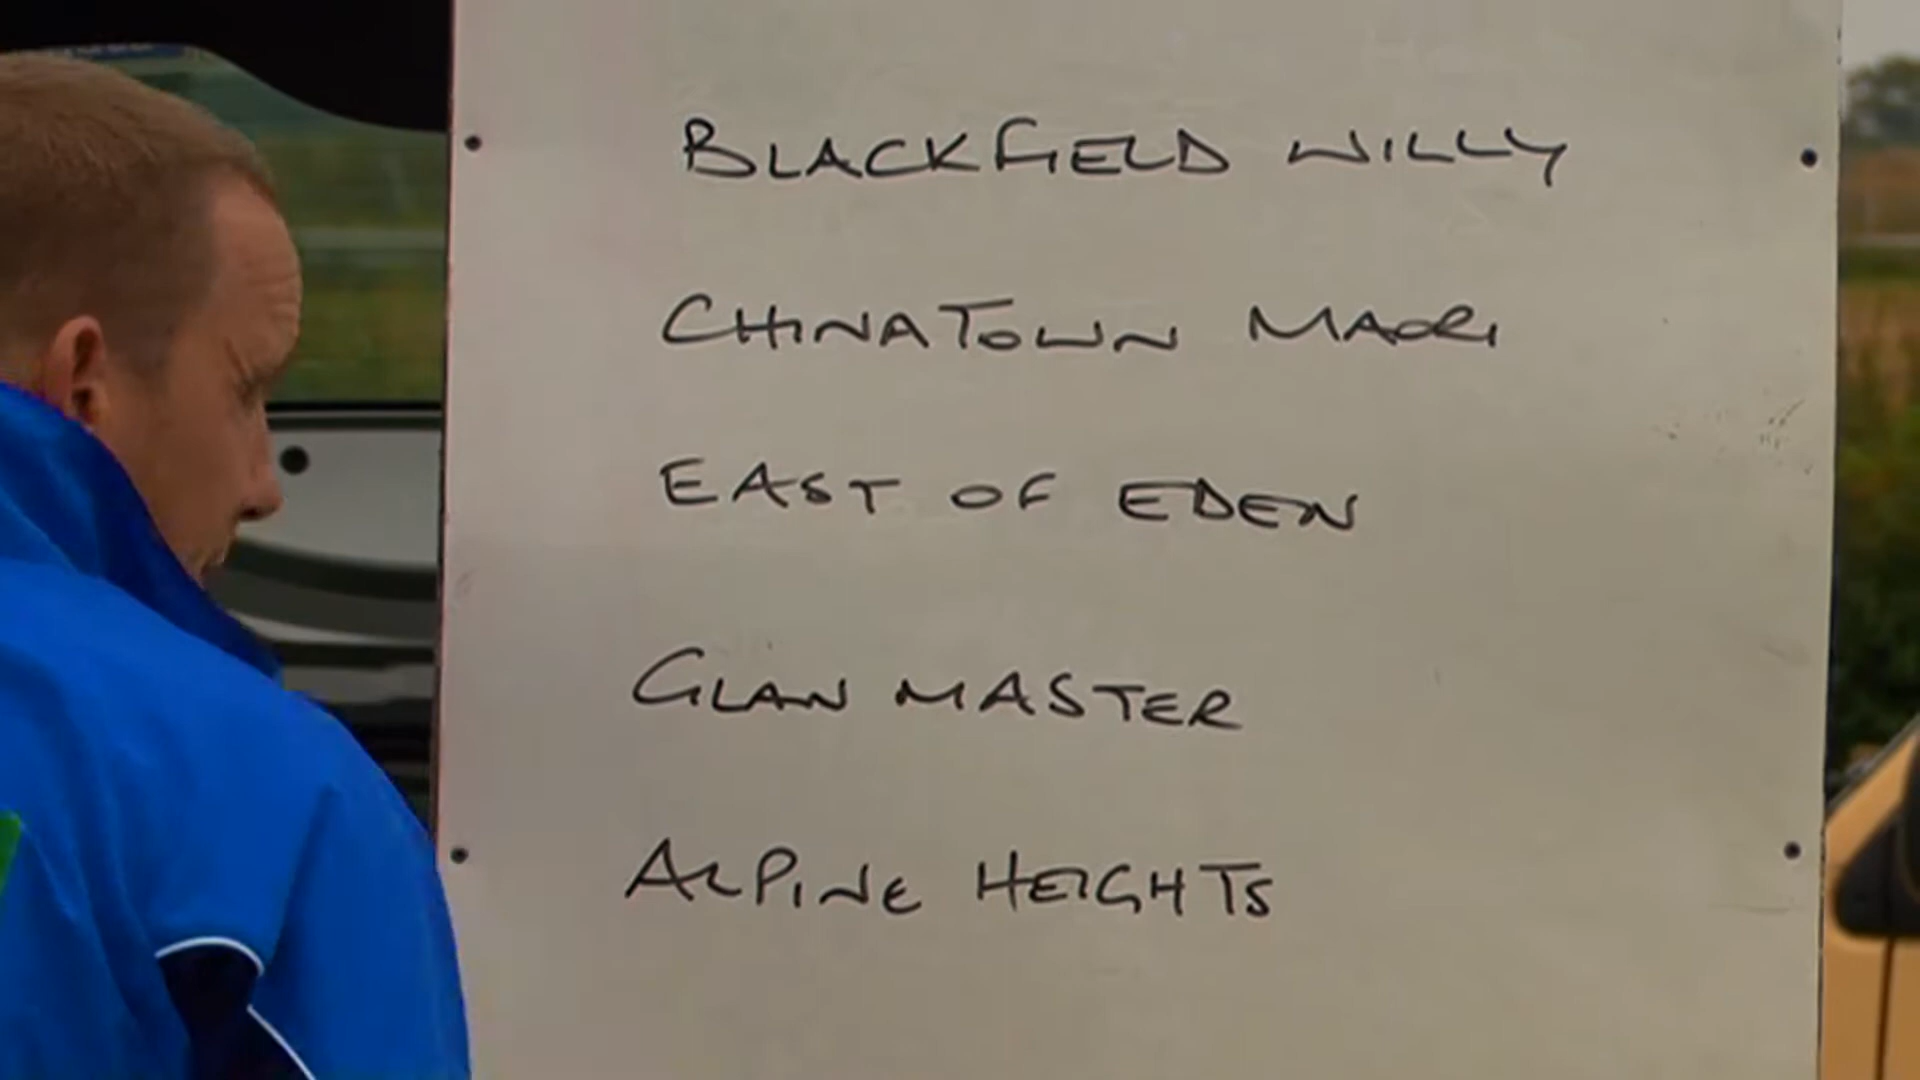 BLACKFIELD WILLY
CHINATOWN MAORI
EAST OF EDEN
GLAN MASTER
ALPINE HEIGHTS